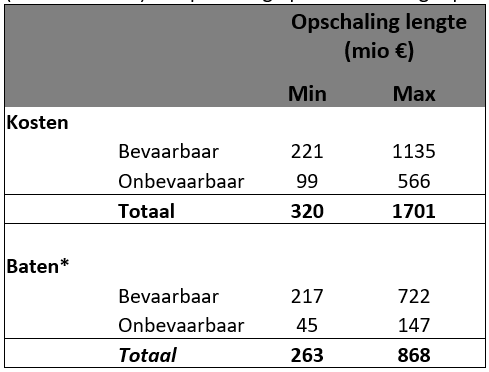 Opschaling lengte
(mio €)
Min Max
Kosten
Bevaarbaar 221 1135
Onbevaarbaar 99 566
Totaal 320 1701
Baten*
Bevaarbaar 217 722
Onbevaarbaar 45 147
Totaal 263 868